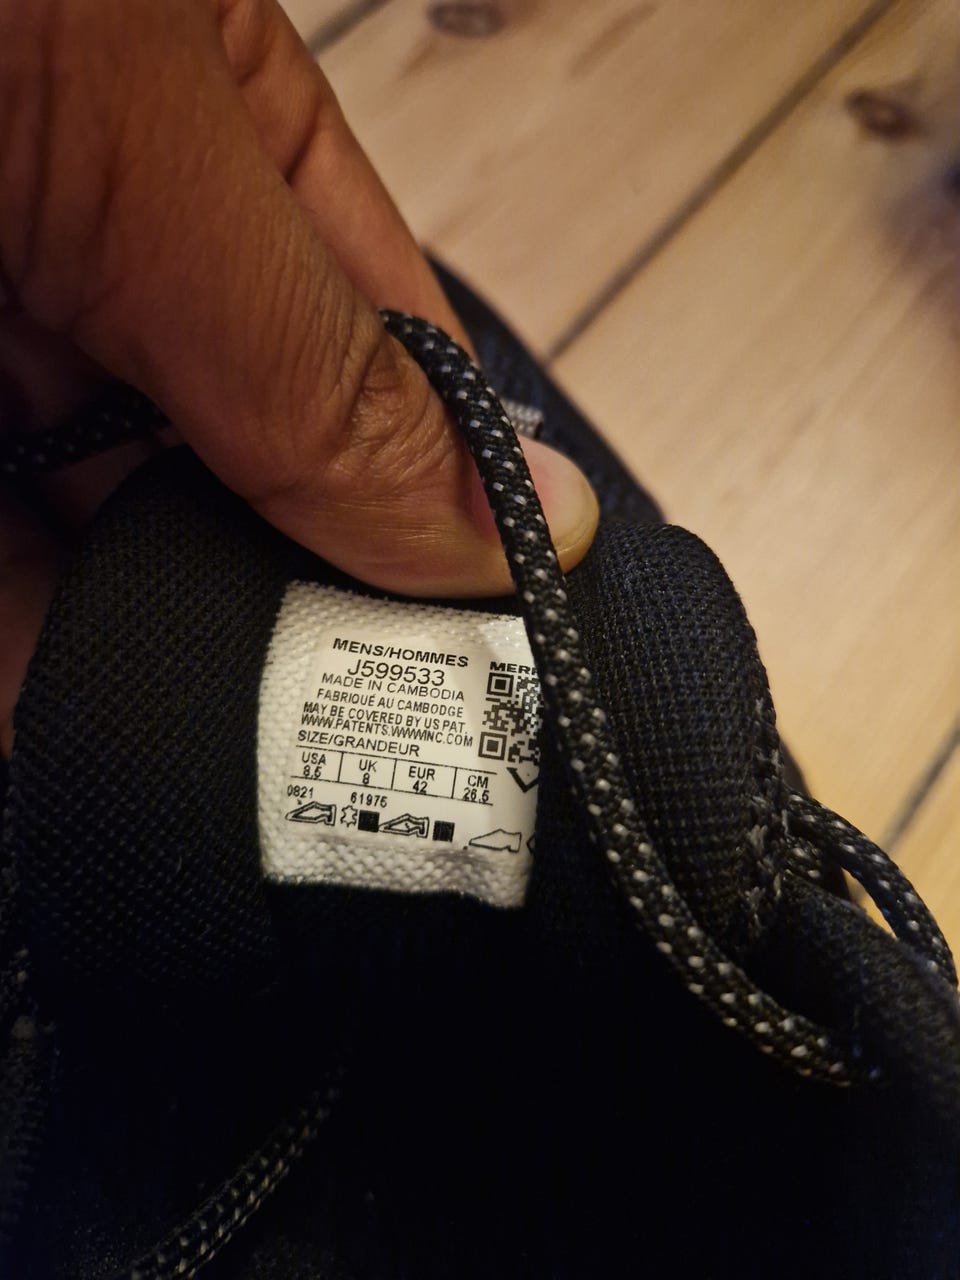 MENS/HOMMES
J599533
MADE IN CAMBODIA
FABRIQUÉ AU CAMBODGE
MAY BE COVERED BY US PAT.
WWW.PATENTS.WWWINC.COM
SIZE/GRANDEUR
USA UK EUR CM
8.5 8 42 26.5
0821 61975
MERR